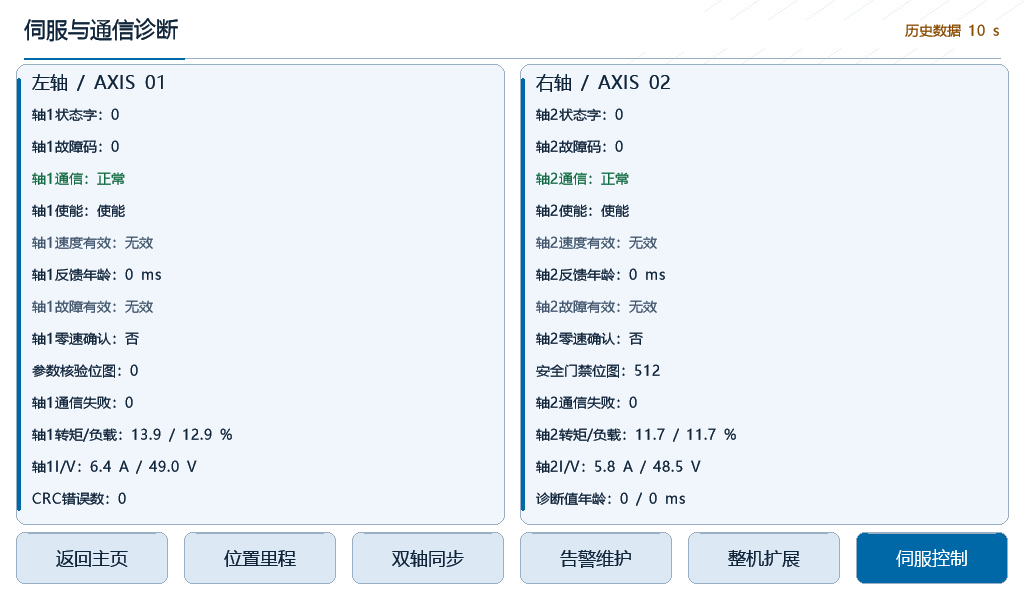 伺服与通信诊断
历史数据 10 s
左轴 / AXIS 01
轴1状态字：0
轴1故障码：0
轴1通信：正常
轴1使能：使能
轴1速度有效：无效
轴1反馈年龄：0 ms
轴1故障有效：无效
轴1零速确认：否
参数核验位图：0
轴1通信失败：0
轴1转矩/负载：13.9 / 12.9 %
轴1I/V：6.4 A / 49.0 V
CRC错误数：0
右轴 / AXIS 02
轴2状态字：0
轴2故障码：0
轴2通信：正常
轴2使能：使能
轴2速度有效：无效
轴2反馈年龄：0 ms
轴2故障有效：无效
轴2零速确认：否
安全门禁位图：512
轴2通信失败：0
轴2转矩/负载：11.7 / 11.7 %
轴2I/V：5.8 A / 48.5 V
诊断值年龄：0 / 0 ms
返回主页
位置里程
双轴同步
告警维护
整机扩展
伺服控制